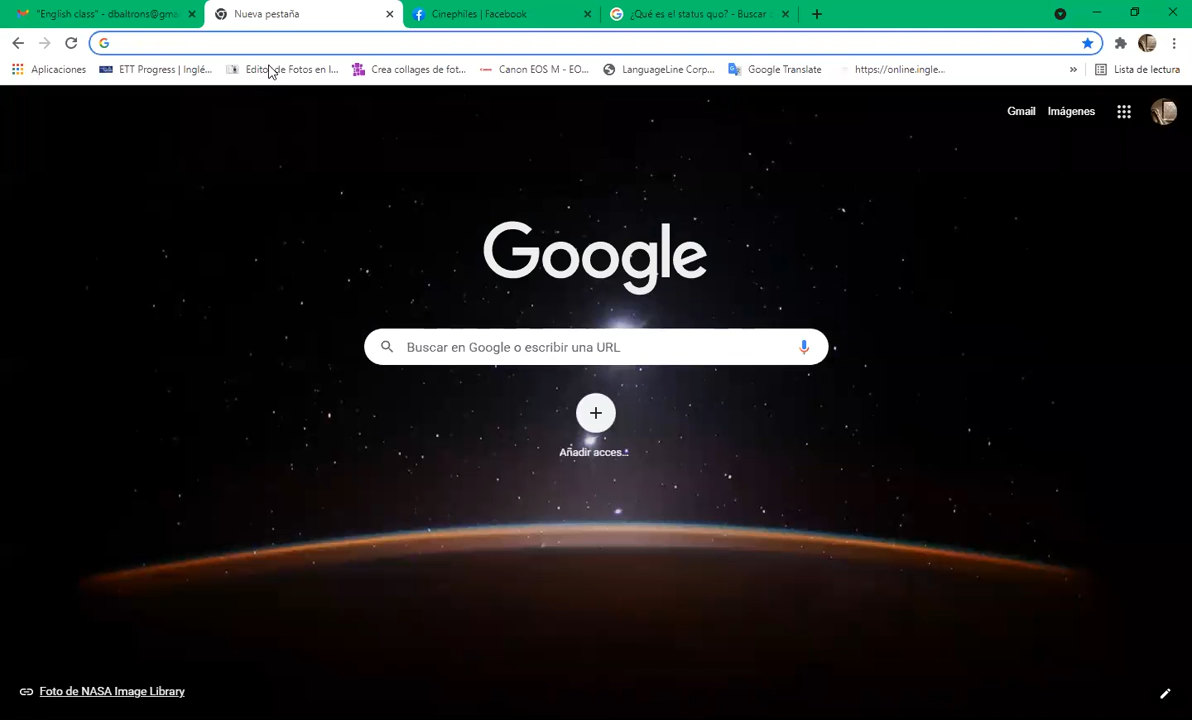 "English class" - dbaitrons@gma
Nueva pestaña
Cinephiles | Facebook
¿Qué es el status quo? - Buscar
Aplicaciones
ETT Progress | Inglé...
Editor de Fotos en l...
Crea collages de fot...
Canon EOS M - EO...
LanguageLine Corp...
Google Translate
https://online.ingle...
»
Lista de lectura
Gmail
Imágenes
Google
Buscar en Google o escribir una URL
Añadir acces...
Foto de NASA Image Library